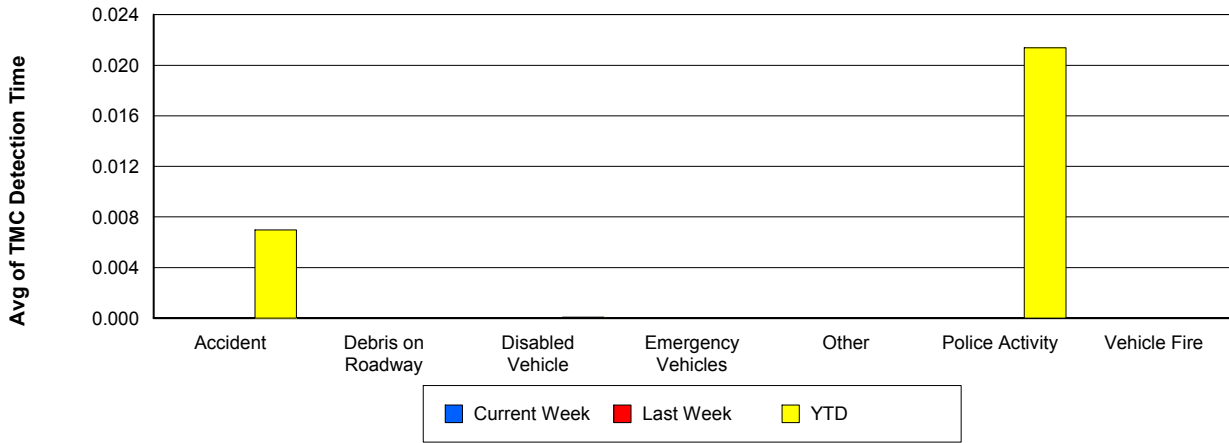 Avg of TMC Detection Time
0.024
0.020
0.016
0.012
0.008
0.004
0.000
Accident
Debris on
Roadway
Disabled
Vehicle
Emergency
Vehicles
Other
Police Activity
Vehicle Fire
Current Week
Last Week
YTD